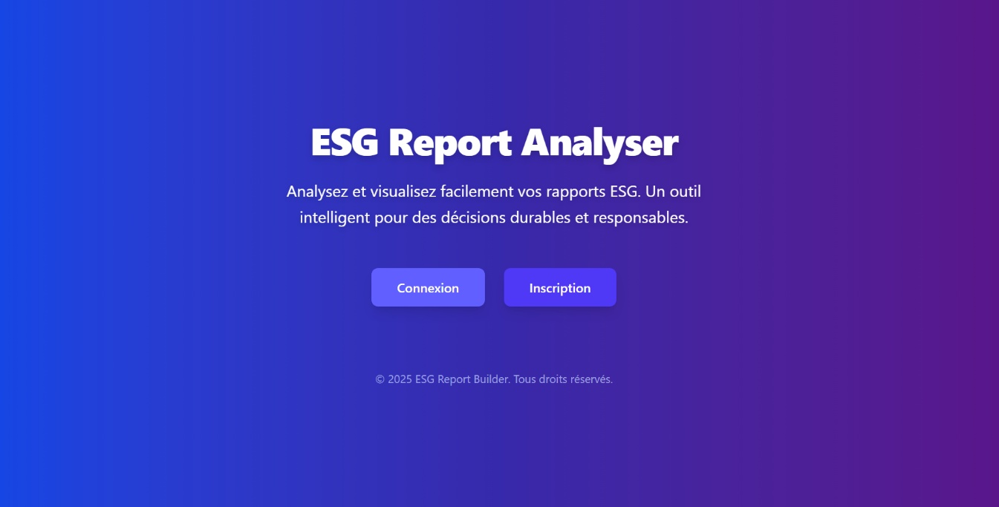 ESG Report Analyser
Analysez et visualisez facilement vos rapports ESG. Un outil
intelligent pour des décisions durables et responsables.
Connexion
Inscription
© 2025 ESG Report Builder. Tous droits réservés.